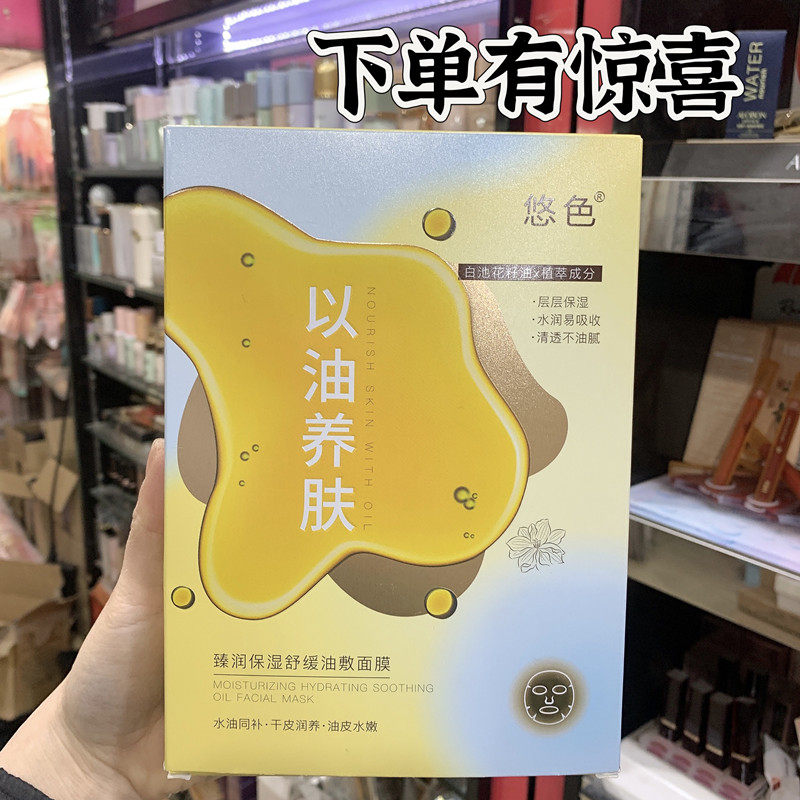 下单有惊喜
WATER
悠色®
白池花籽油x植萃成分
·层层保湿
·水润易吸收
·清透不油腻
以油养肤
NOURISH SKIN WITH OIL
臻润保湿舒缓油敷面膜
MOISTURIZING HYDRATING SOOTHING
OIL FACIAL MASK
水油同补·干皮润养·油皮水嫩